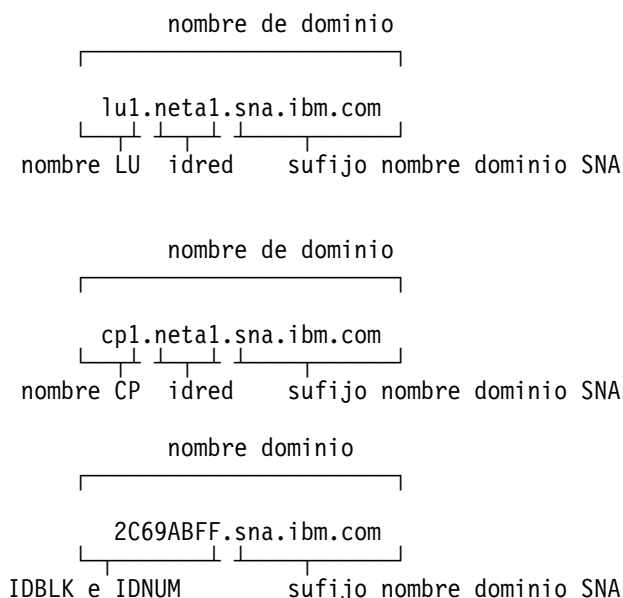 nombre de dominio
lu1.neta1.sna.ibm.com
nombre LU idred sufijo nombre dominio SNA
nombre de dominio
cp1.neta1.sna.ibm.com
nombre CP idred sufijo nombre dominio SNA
nombre dominio
2C69ABFF.sna.ibm.com
IDBLK e IDNUM sufijo nombre dominio SNA